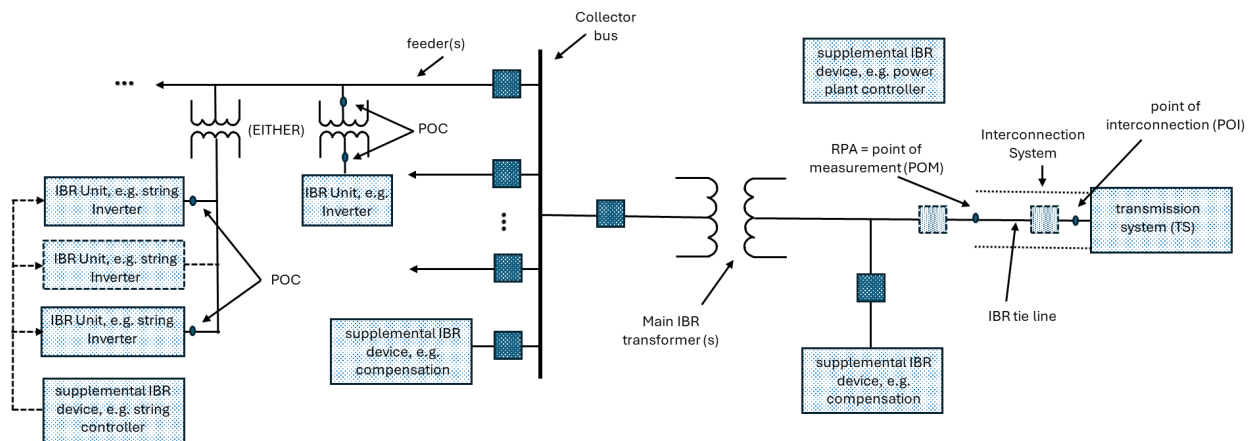 Collector
bus
feeder(s)
...
(EITHER)
POC
supplemental IBR
device, e.g. power
plant controller
point of
interconnection (POI)
Interconnection
System
RPA = point of
measurement (POM)
IBR Unit, e.g. string
Inverter
IBR Unit, e.g.
Inverter
...
transmission
system (TS)
IBR Unit, e.g. string
Inverter
POC
IBR Unit, e.g. string
Inverter
supplemental IBR
device, e.g.
compensation
Main IBR
transformer (s)
IBR tie line
supplemental IBR
device, e.g.
compensation
supplemental IBR
device, e.g. string
controller